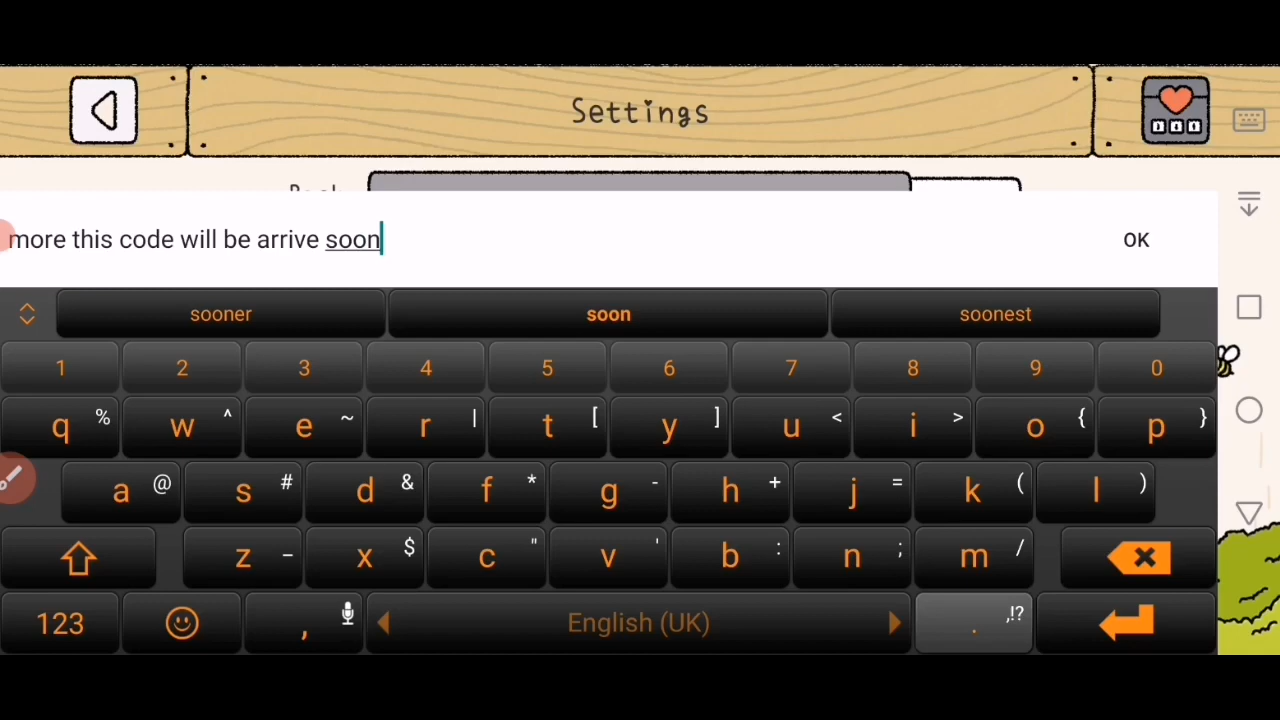 Settings
more this code will be arrive soon
OK
sooner soon soonest
1 2 3 4 5 6 7 8 9 0
q % w ^ e ~ r | t [ y ] u < i > o { p }
a @ s # d & f * g - h + j = k ( l )
z _ x $ c " v ' b : n ; m /
123 , English (UK) . ,!?